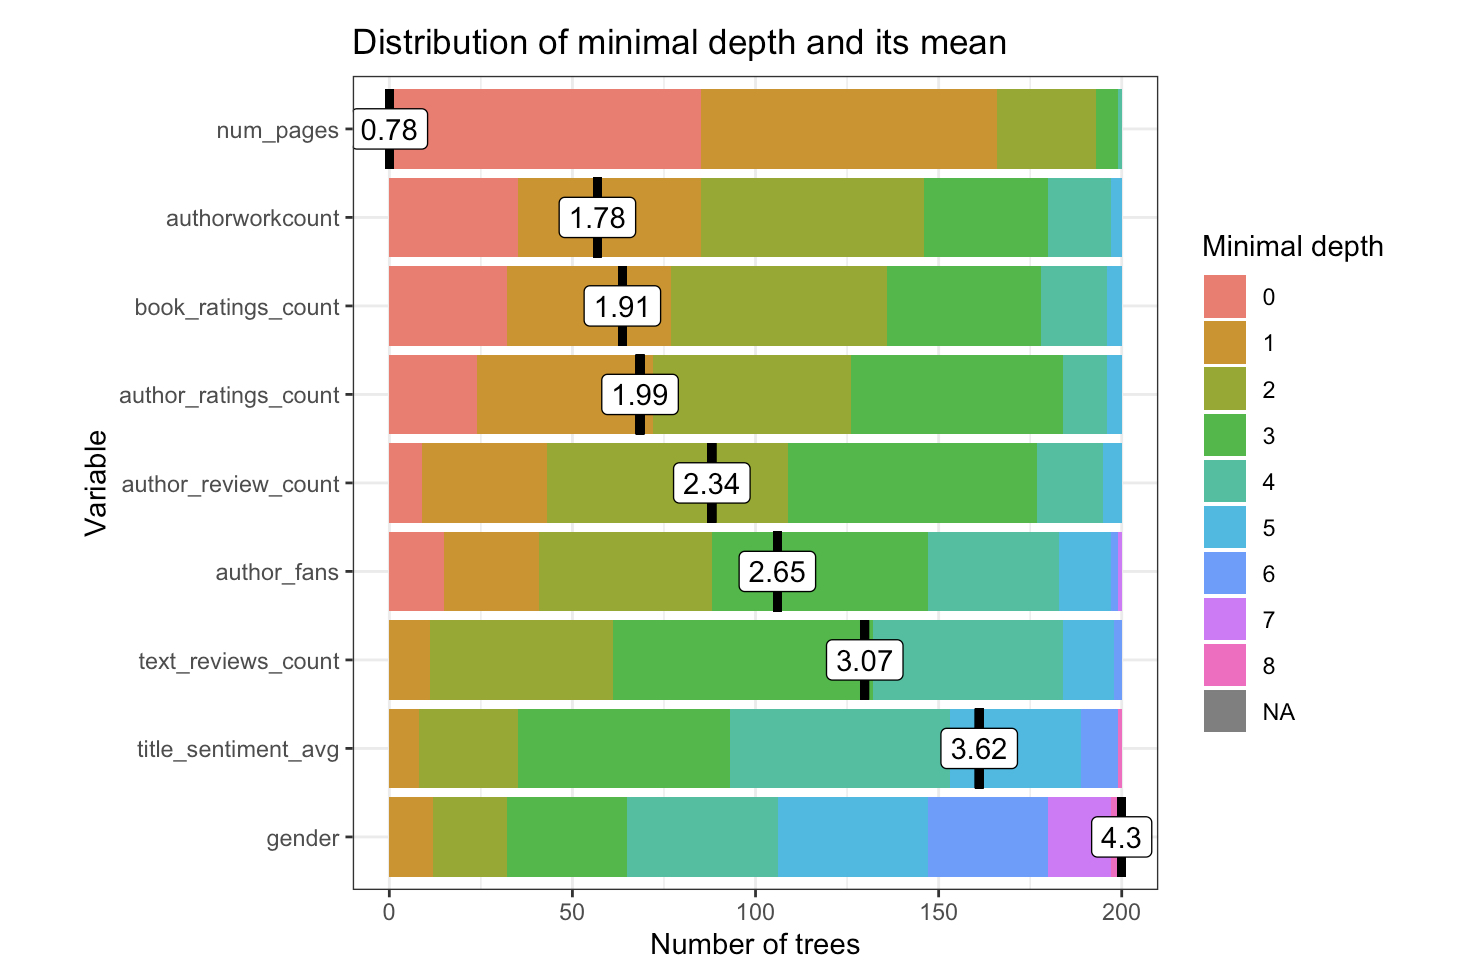 Distribution of minimal depth and its mean
Variable
num_pages
0.78
authorworkcount
1.78
book_ratings_count
1.91
author_ratings_count
1.99
author_review_count
2.34
author_fans
2.65
text_reviews_count
3.07
title_sentiment_avg
3.62
gender
4.3
0 50 100 150 200
Number of trees
Minimal depth
0
1
2
3
4
5
6
7
8
NA